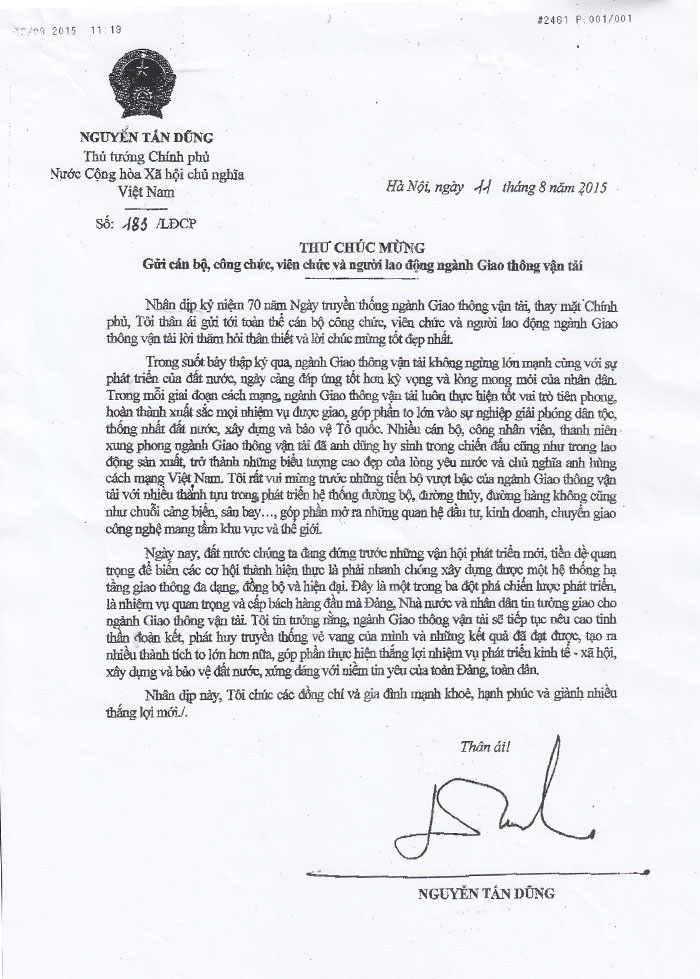 2015 11:19
#2461 P.001/001
NGUYỄN TẤN DŨNG
Thủ tướng Chính phủ
Nước Cộng hòa Xã hội chủ nghĩa
Việt Nam
Hà Nội, ngày 11 tháng 8 năm 2015
Số: 183 /LĐCP
THƯ CHÚC MỪNG
Gửi cán bộ, công chức, viên chức và người lao động ngành Giao thông vận tải
Nhân dịp kỷ niệm 70 năm Ngày truyền thống ngành Giao thông vận tải, thay mặt Chính
phủ, Tôi thân ái gửi tới toàn thể cán bộ công chức, viên chức và người lao động ngành Giao
thông vận tải lời thăm hỏi thân thiết và lời chúc mừng tốt đẹp nhất.
Trong suốt bảy thập kỷ qua, ngành Giao thông vận tải không ngừng lớn mạnh cùng với sự
phát triển của đất nước, ngày càng đáp ứng tốt hơn kỳ vọng và lòng mong mỏi của nhân dân.
Trong mỗi giai đoạn cách mạng, ngành Giao thông vận tải luôn thực hiện tốt vai trò tiên phong,
hoàn thành xuất sắc mọi nhiệm vụ được giao, góp phần to lớn vào sự nghiệp giải phóng dân tộc,
thống nhất đất nước, xây dựng và bảo vệ Tổ quốc. Nhiều cán bộ, công nhân viên, thanh niên
xung phong ngành Giao thông vận tải đã anh dũng hy sinh trong chiến đấu cũng như trong lao
động sản xuất, trở thành những biểu tượng cao đẹp của lòng yêu nước và chủ nghĩa anh hùng
cách mạng Việt Nam. Tôi rất vui mừng trước những tiến bộ vượt bậc của ngành Giao thông vận
tải với nhiều thành tựu trong phát triển hệ thống đường bộ, đường thủy, đường hàng không cũng
như chuỗi cảng biển, sân bay…, góp phần mở ra những quan hệ đầu tư, kinh doanh, chuyển giao
công nghệ mang tầm khu vực và thế giới.
Ngày nay, đất nước chúng ta đang đứng trước những vận hội phát triển mới, tiền đề quan
trọng để biến các cơ hội thành hiện thực là phải nhanh chóng xây dựng được một hệ thống hạ
tầng giao thông đa dạng, đồng bộ và hiện đại. Đây là một trong ba đột phá chiến lược phát triển,
là nhiệm vụ quan trọng và cấp bách hàng đầu mà Đảng, Nhà nước và nhân dân tin tưởng giao cho
ngành Giao thông vận tải. Tôi tin tưởng rằng, ngành Giao thông vận tải sẽ tiếp tục nêu cao tinh
thần đoàn kết, phát huy truyền thống vẻ vang của mình và những kết quả đã đạt được, tạo ra
nhiều thành tích to lớn hơn nữa, góp phần thực hiện thắng lợi nhiệm vụ phát triển kinh tế - xã hội,
xây dựng và bảo vệ đất nước, xứng đáng với niềm tin yêu của toàn Đảng, toàn dân.
Nhân dịp này, Tôi chúc các đồng chí và gia đình mạnh khoẻ, hạnh phúc và giành nhiều
thắng lợi mới./.
Thân ái!
NGUYỄN TẤN DŨNG